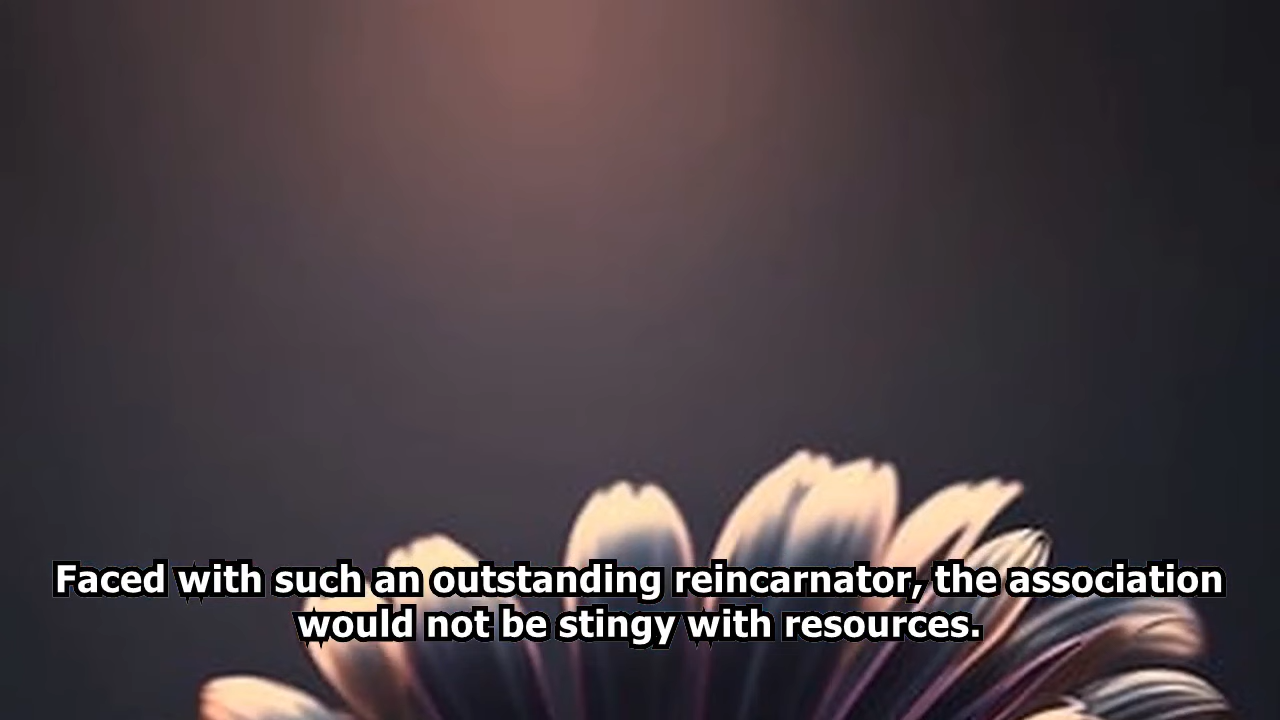 Faced with such an outstanding reincarnator, the association
would not be stingy with resources.